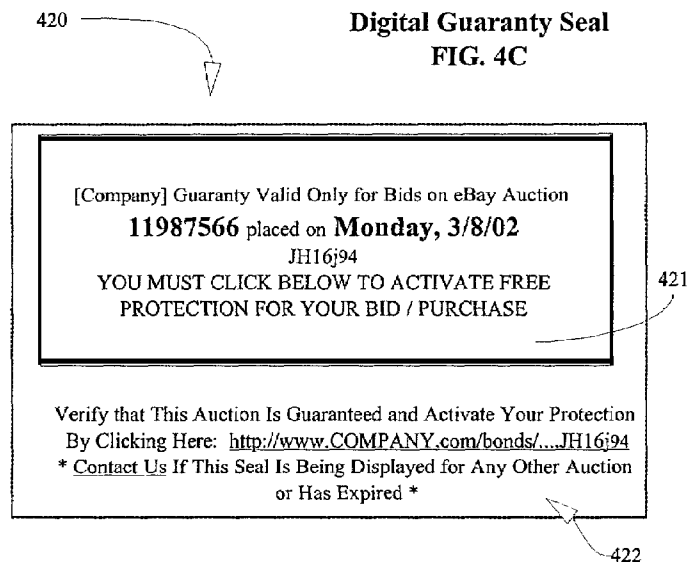 420
Digital Guaranty Seal
FIG. 4C
[Company] Guaranty Valid Only for Bids on eBay Auction
11987566 placed on Monday, 3/8/02
JH16j94
YOU MUST CLICK BELOW TO ACTIVATE FREE
PROTECTION FOR YOUR BID / PURCHASE
421
Verify that This Auction Is Guaranteed and Activate Your Protection
By Clicking Here: http://www.COMPANY.com/bonds/....JH16j94
* Contact Us If This Seal Is Being Displayed for Any Other Auction
or Has Expired *
422